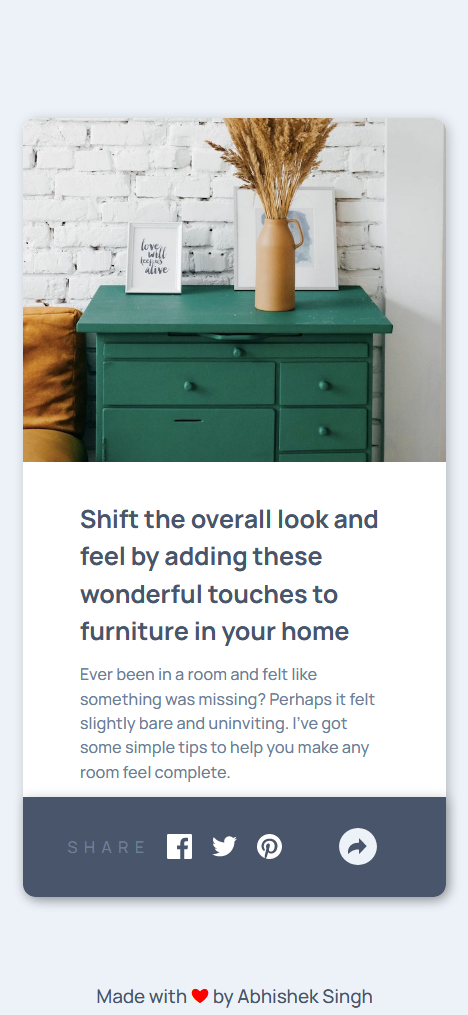 love
will
keep us
alive
Shift the overall look and
feel by adding these
wonderful touches to
furniture in your home
Ever been in a room and felt like
something was missing? Perhaps it felt
slightly bare and uninviting. I've got
some simple tips to help you make any
room feel complete.
SHARE
Made with ❤ by Abhishek Singh